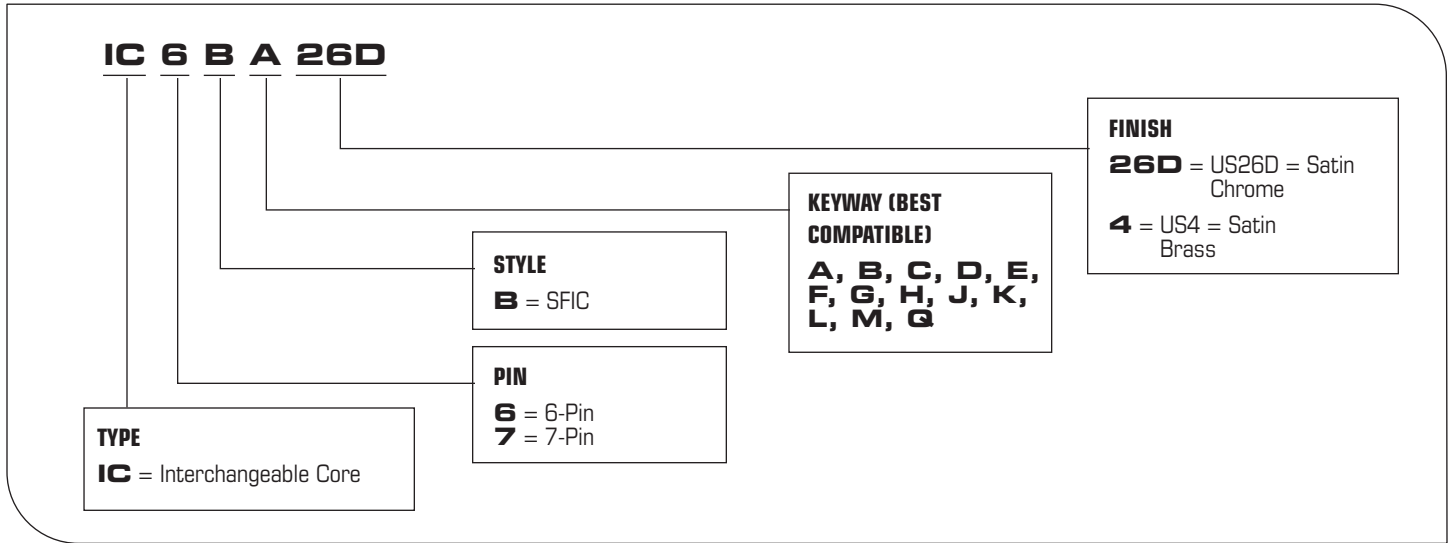 IC 6 B A 26D
FINISH
26D = US26D = Satin
Chrome
4 = US4 = Satin
Brass
KEYWAY (BEST
COMPATIBLE)
A, B, C, D, E,
F, G, H, J, K,
L, M, Q
STYLE
B = SFIC
PIN
6 = 6-Pin
7 = 7-Pin
TYPE
IC = Interchangeable Core